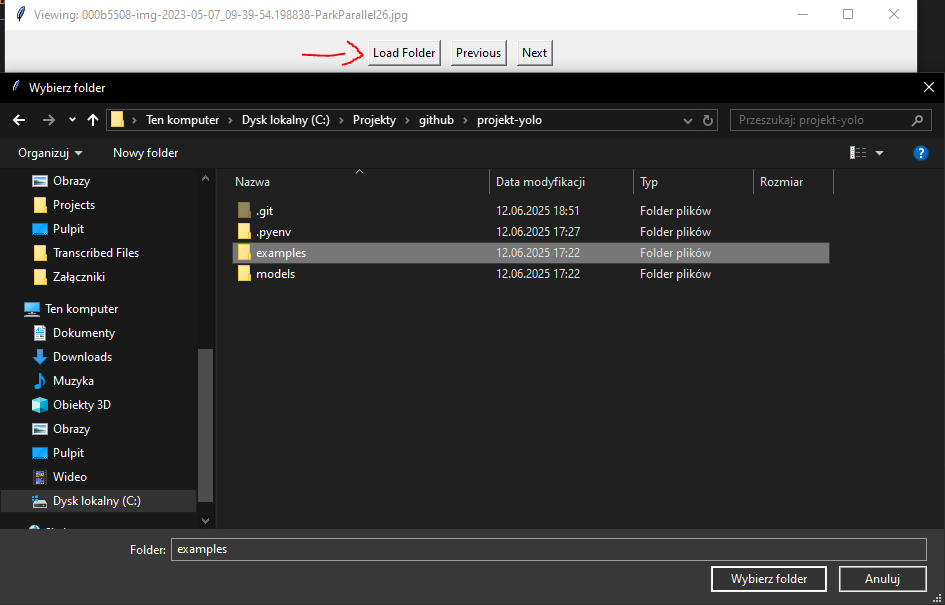 Viewing: 000b5508-img-2023-05-07_09-39-54.198838-ParkParallel26.jpg
Load Folder Previous Next
Wybierz folder
Ten komputer Dysk lokalny (C:) Projekty github projekt-yolo
Przeszukaj: projekt-yolo
Organizuj New folder
Obrazy
Projects
Pulpit
Transcribed Files
Załączniki
Ten komputer
Dokumenty
Downloads
Muzyka
Obiekty 3D
Obrazy
Pulpit
Wideo
Dysk lokalny (C:)
Nazwa Data modyfikacji Typ Rozmiar
.git 12.06.2025 18:51 Folder plików
.pyenv 12.06.2025 17:27 Folder plików
examples 12.06.2025 17:22 Folder plików
models 12.06.2025 17:22 Folder plików
Folder: examples
Wybierz folder Anuluj